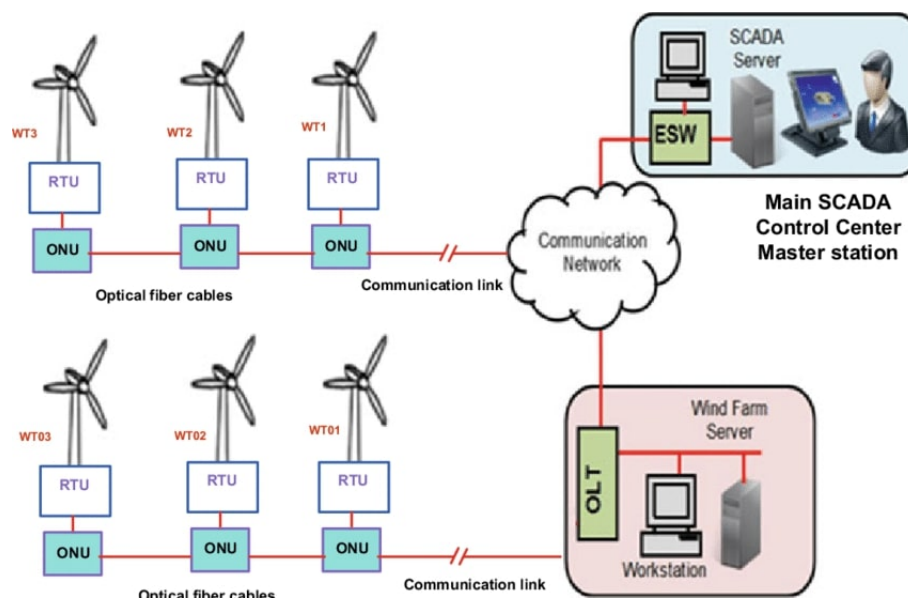 SCADA
Server
WT3
WT2
WT1
ESW
RTU
RTU
RTU
Main SCADA
Control Center
Master station
ONU
ONU
ONU
Communication
Network
Optical fiber cables
Communication link
WT03
WT02
WT01
Wind Farm
Server
RTU
RTU
RTU
OLT
ONU
ONU
ONU
Workstation
Communication link
Optical fiber cables